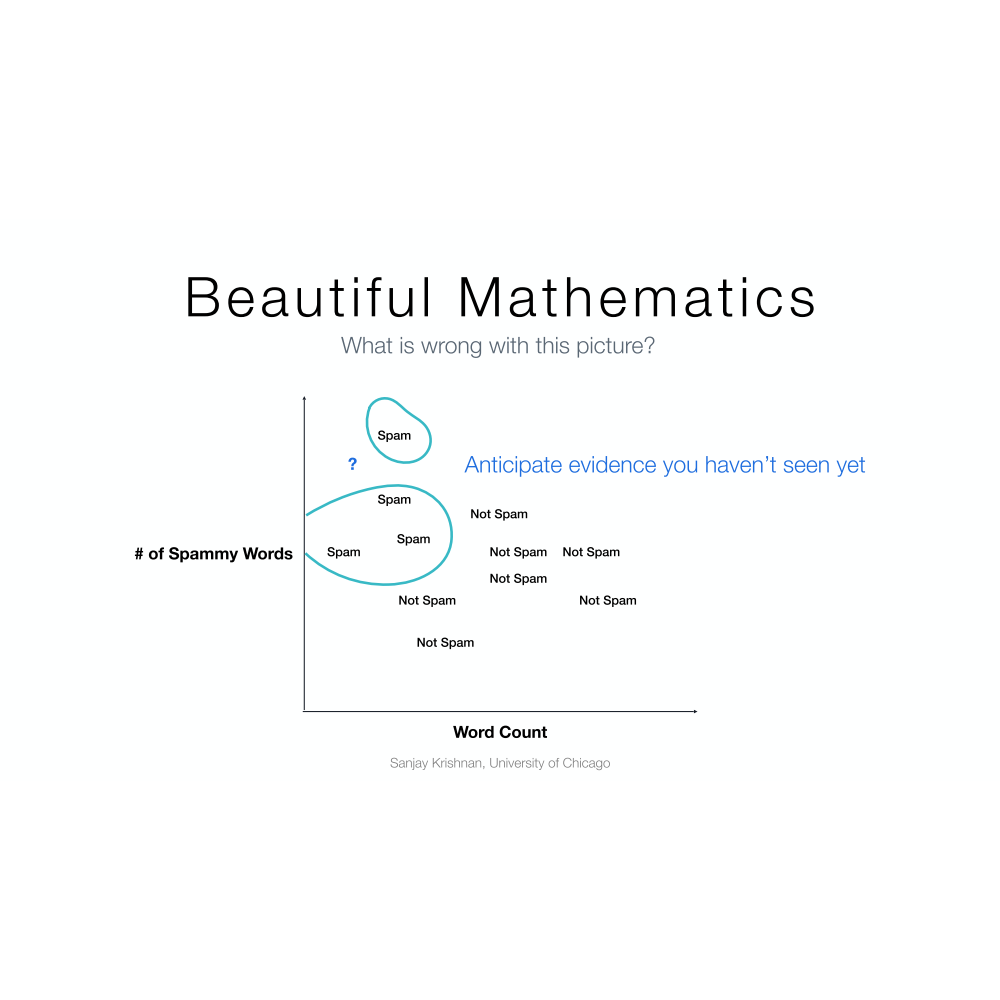 Beautiful Mathematics
What is wrong with this picture?
Spam
?
Anticipate evidence you haven’t seen yet
Spam
Not Spam
Spam
# of Spammy Words
Spam
Not Spam
Not Spam
Not Spam
Not Spam
Not Spam
Not Spam
Word Count
Sanjay Krishnan, University of Chicago